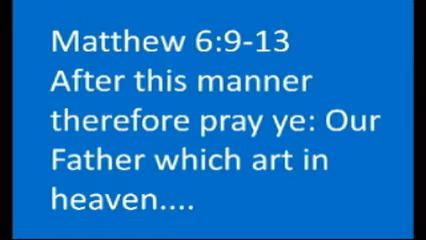 Matthew 6:9-13
After this manner
therefore pray ye: Our
Father which art in
heaven....